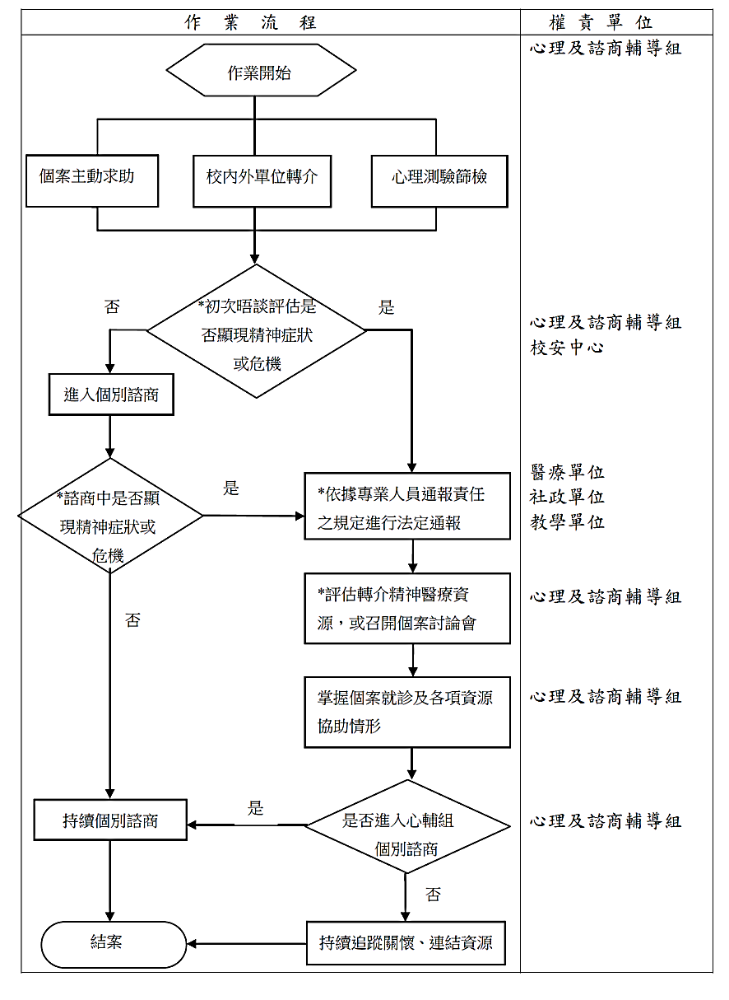 作業流程
權責單位
心理及諮商輔導組
作業開始
個案主動求助
校內外單位轉介
心理測驗篩檢
否
*初次晤談評估是
否顯現精神症狀
或危機
是
心理及諮商輔導組
校安中心
進入個別諮商
*諮商中是否顯
現精神症狀或
危機
是
*依據專業人員通報責任
之規定進行法定通報
醫療單位
社政單位
教學單位
否
*評估轉介精神醫療資
源，或召開個案討論會
心理及諮商輔導組
掌握個案就診及各項資源
協助情形
心理及諮商輔導組
持續個別諮商
是
是否進入心輔組
個別諮商
心理及諮商輔導組
否
結案
持續追蹤關懷、連結資源